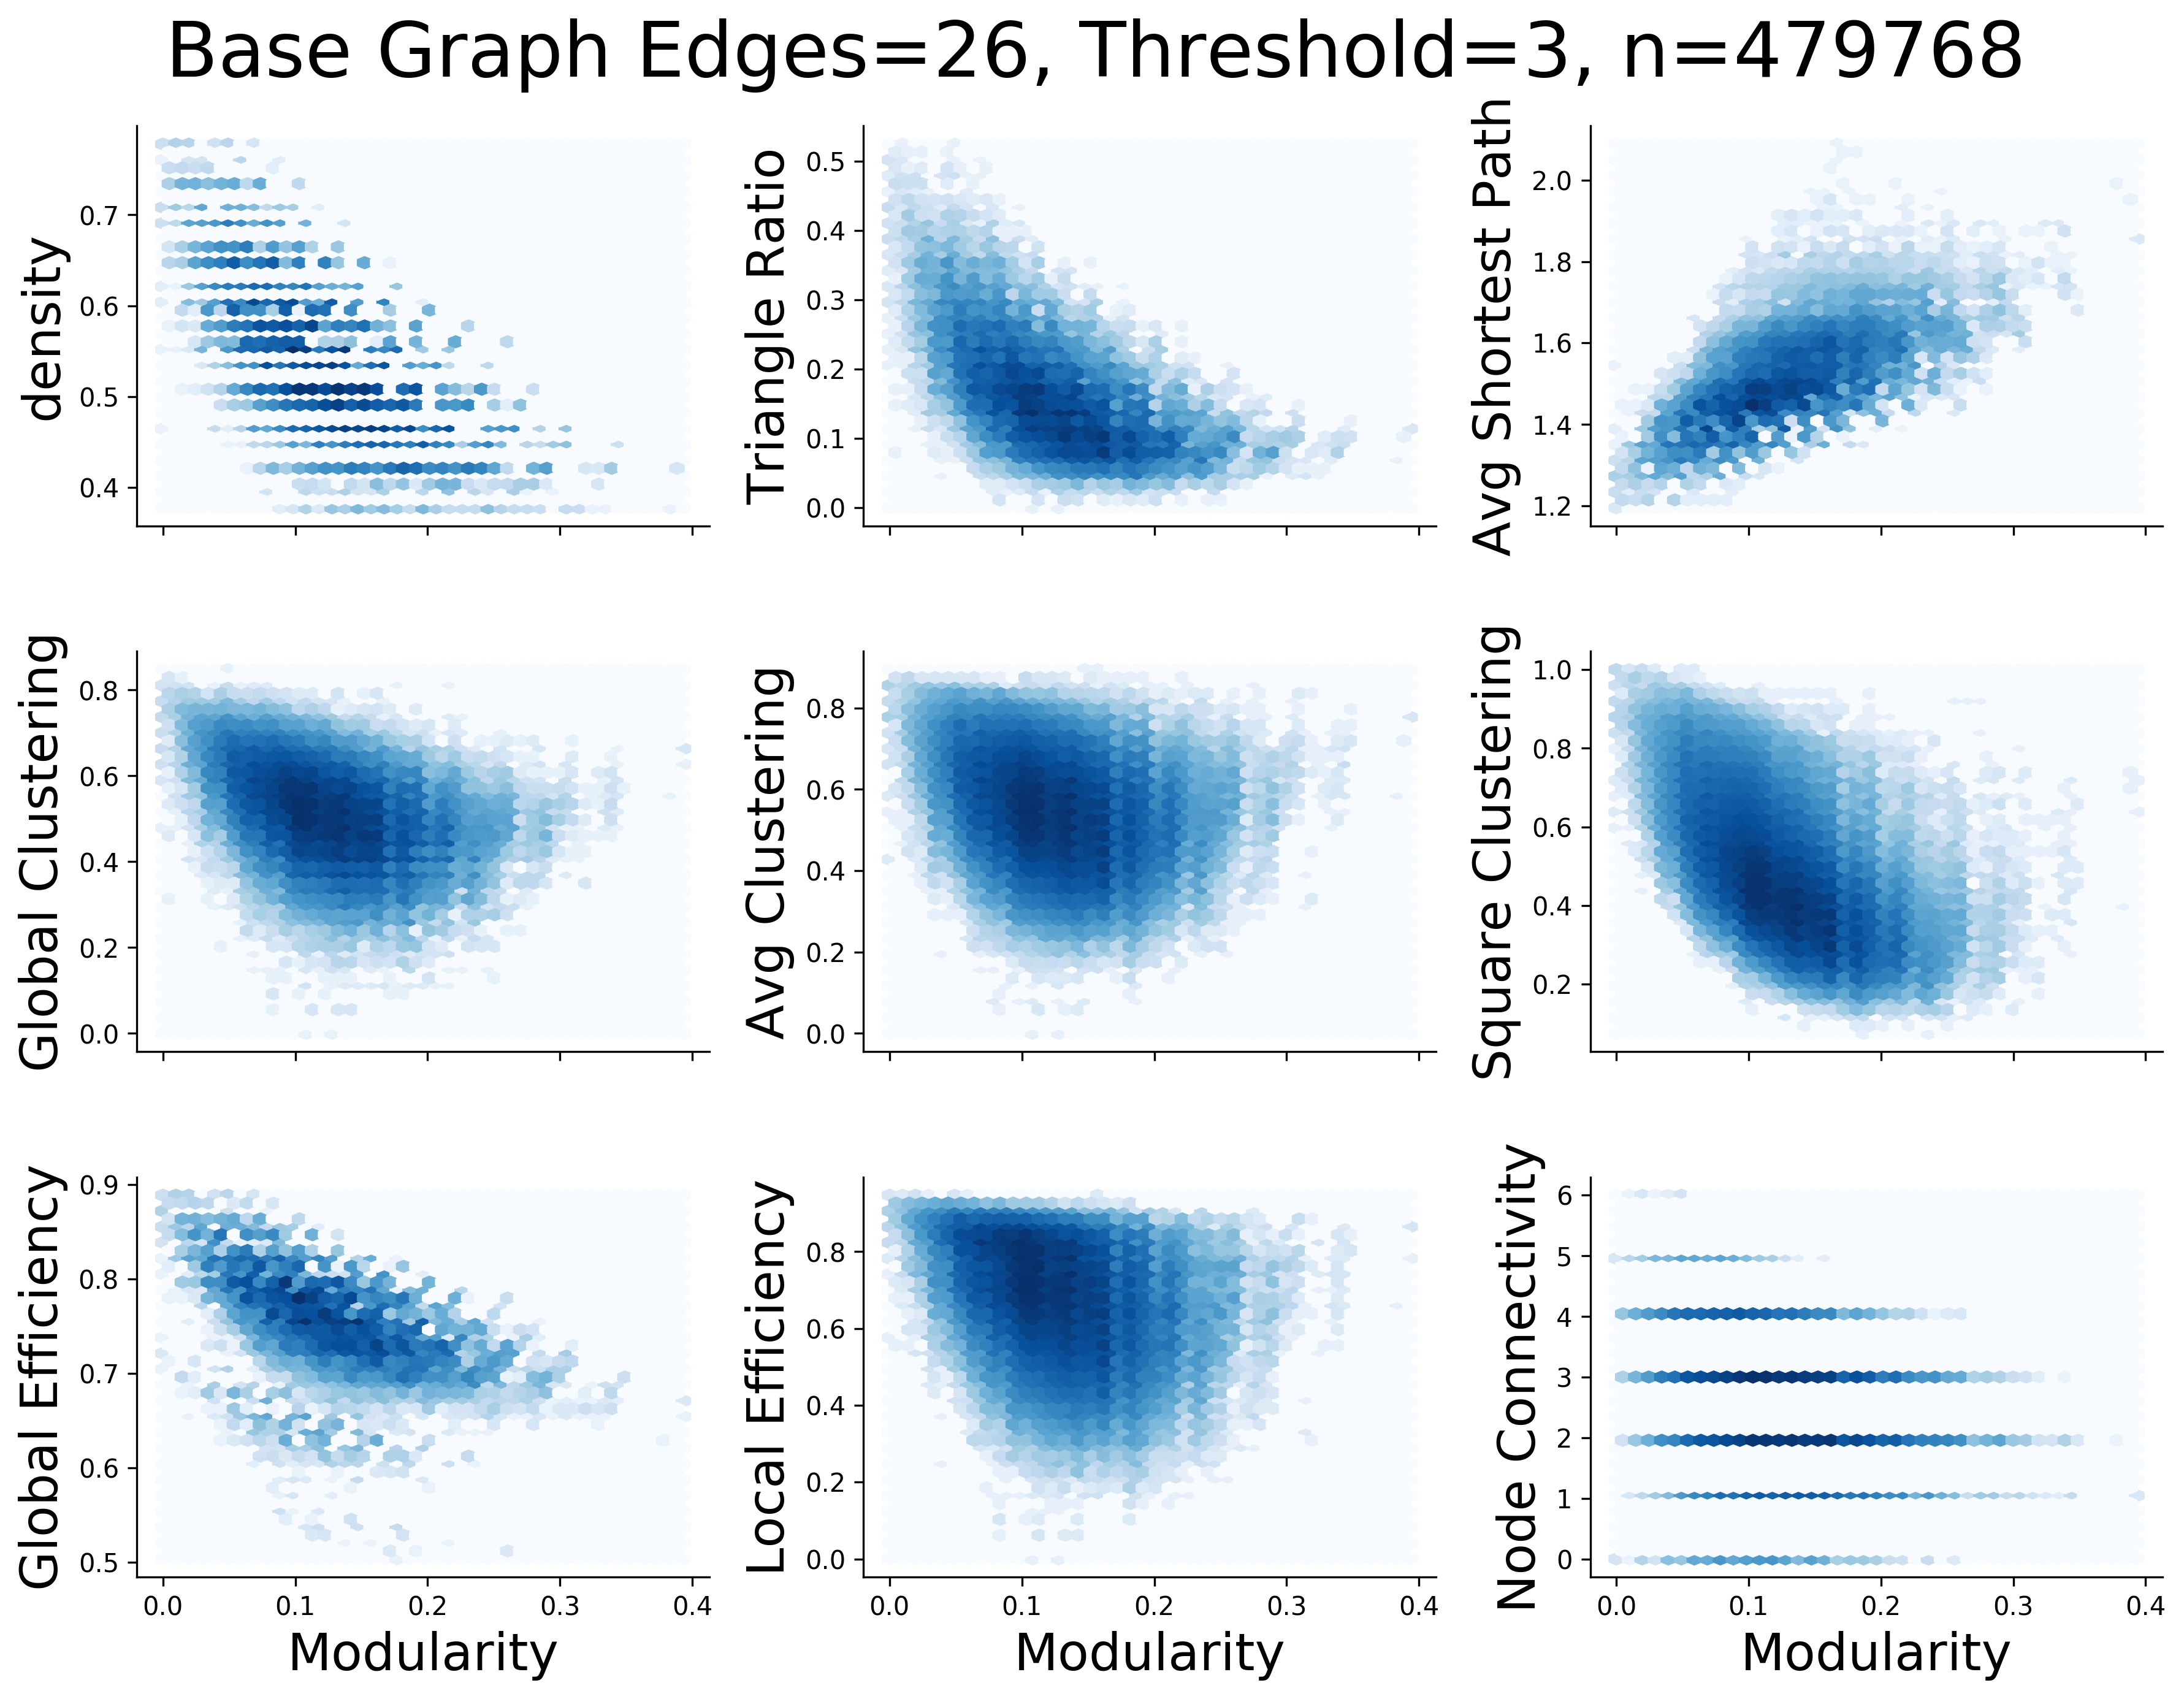 Base Graph Edges=26, Threshold=3, n=479768
density
0.7
0.6
0.5
0.4
Triangle Ratio
0.5
0.4
0.3
0.2
0.1
0.0
Avg Shortest Path
2.0
1.8
1.6
1.4
1.2
Global Clustering
0.8
0.6
0.4
0.2
0.0
Avg Clustering
0.8
0.6
0.4
0.2
0.0
Square Clustering
1.0
0.8
0.6
0.4
0.2
Global Efficiency
0.9
0.8
0.7
0.6
0.5
0.0 0.1 0.2 0.3 0.4
Modularity
Local Efficiency
0.8
0.6
0.4
0.2
0.0
0.0 0.1 0.2 0.3 0.4
Modularity
Node Connectivity
6
5
4
3
2
1
0
0.0 0.1 0.2 0.3 0.4
Modularity